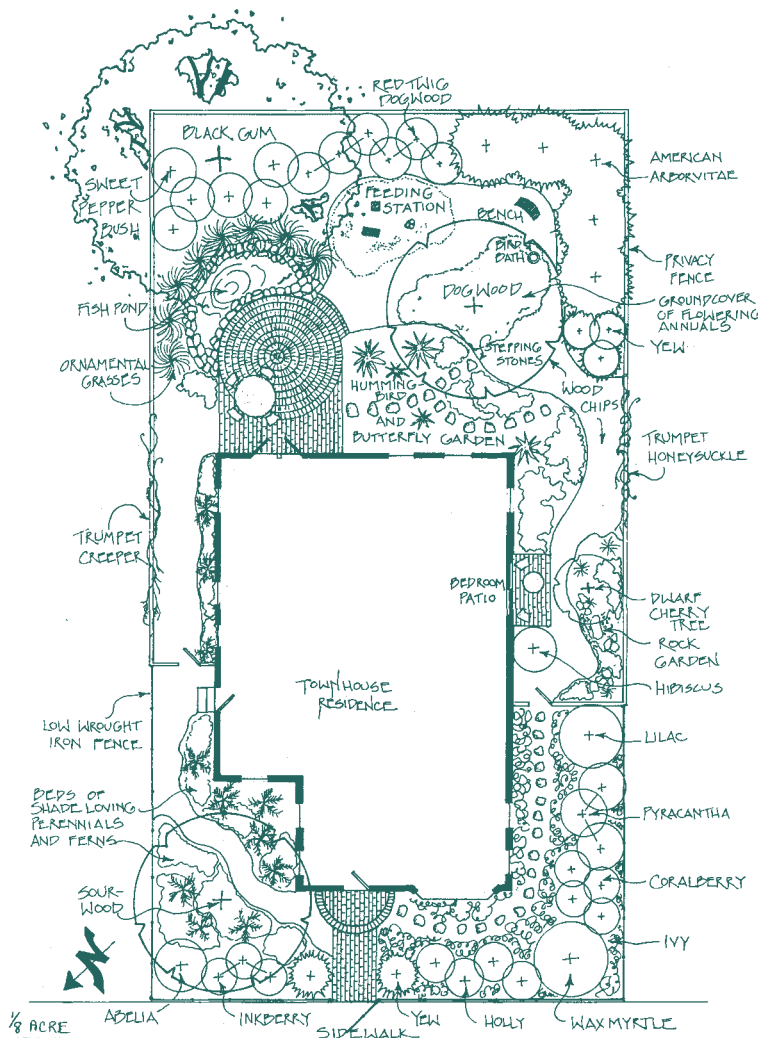 RED TWIG
DOGWOOD
BLACK GUM
SWEET
PEPPER
BUSH
FEEDING
STATION
BENCH
BIRD
BATH
AMERICAN
ARBORVITAE
PRIVACY
FENCE
DOGWOOD
GROUNDCOVER
OF FLOWERING
ANNUALS
FISH POND
YEW
STEPPING
STONES
ORNAMENTAL
GRASSES
HUMMING
BIRD
AND
BUTTERFLY GARDEN
WOOD
CHIPS
TRUMPET
HONEYSUCKLE
TRUMPET
CREEPER
BEDROOM
PATIO
DWARF
CHERRY
TREE
ROCK
GARDEN
HIBISCUS
TOWNHOUSE
RESIDENCE
LOW WROUGHT
IRON FENCE
LILAC
BEDS OF
SHADE LOVING
PERENNIALS
AND FERNS
PYRACANTHA
CORALBERRY
SOUR-
WOOD
IVY
N
ABELIA
INKBERRY
YEW
HOLLY
WAX MYRTLE
SIDEWALK
1/8 ACRE